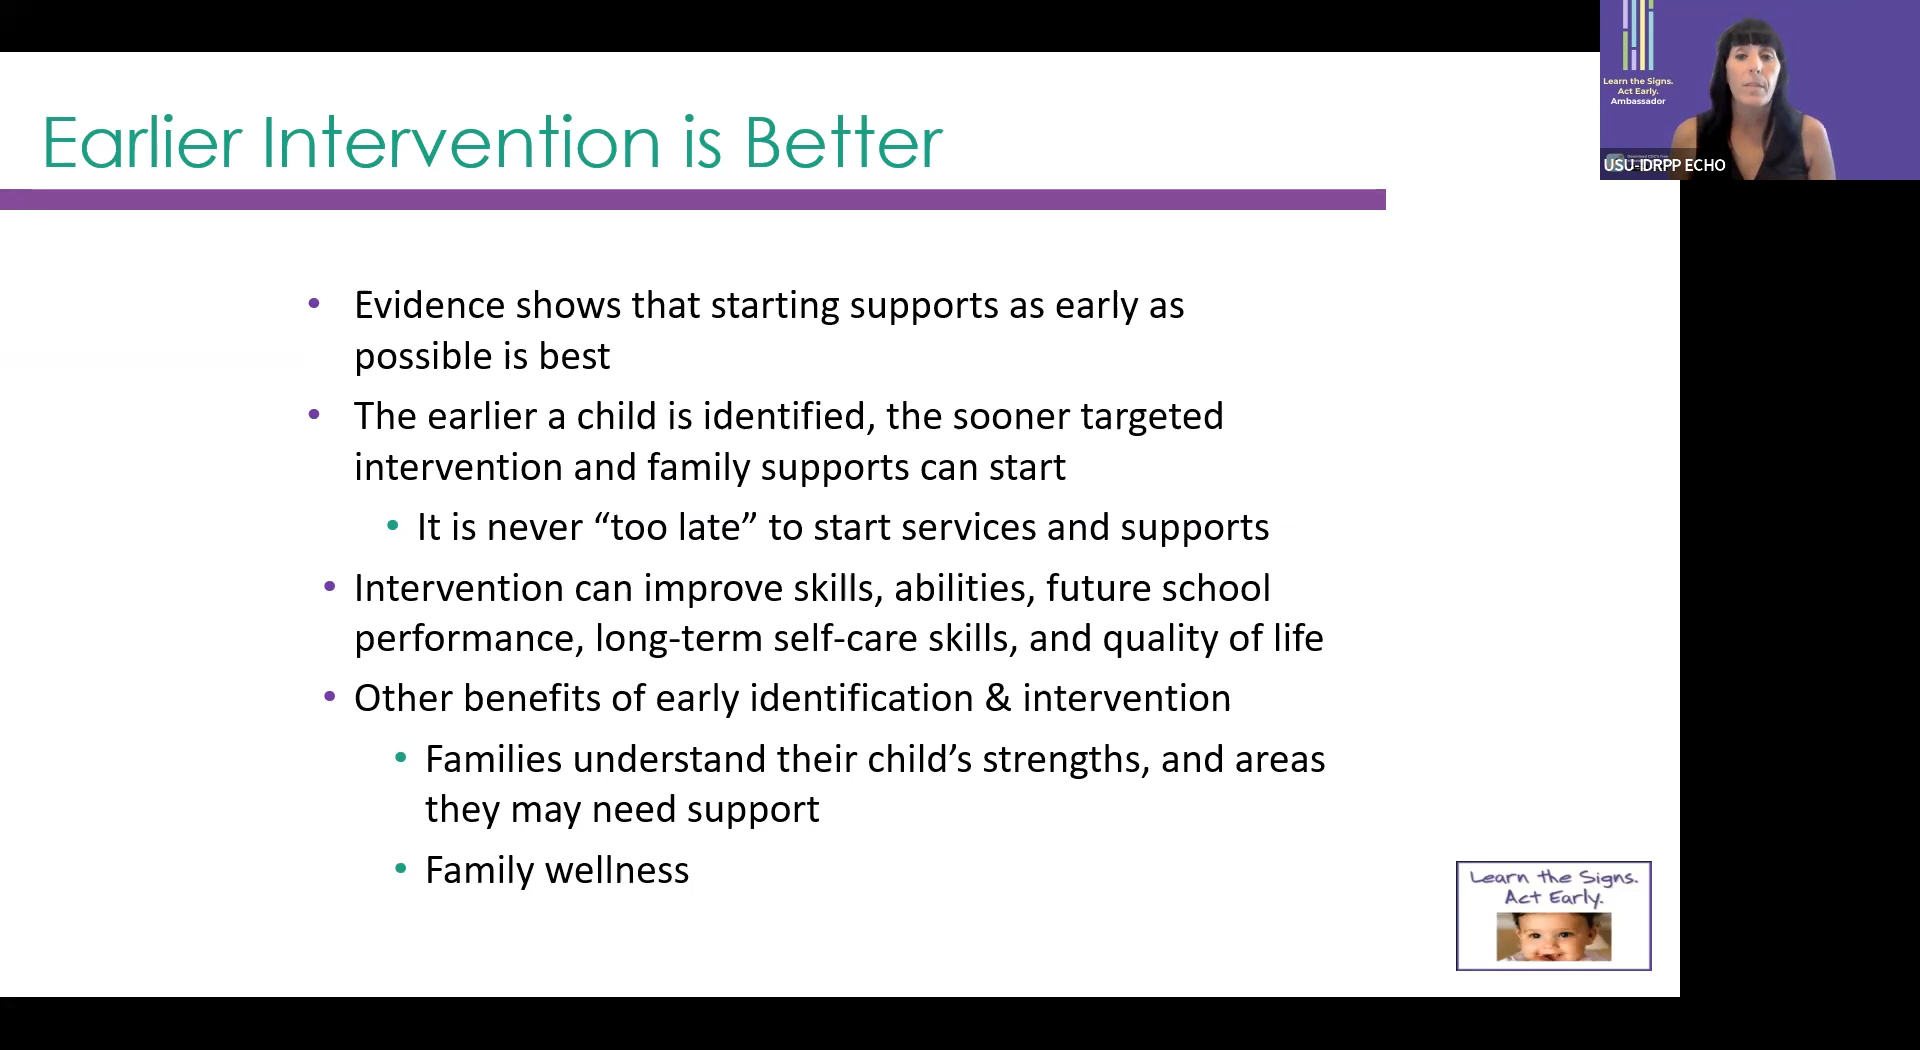 Earlier Intervention is Better
• Evidence shows that starting supports as early as
possible is best
• The earlier a child is identified, the sooner targeted
intervention and family supports can start
• It is never “too late” to start services and supports
• Intervention can improve skills, abilities, future school
performance, long-term self-care skills, and quality of life
• Other benefits of early identification & intervention
• Families understand their child’s strengths, and areas
they may need support
• Family wellness
Learn the Signs.
Act Early.
Learn the Signs.
Act Early.
Ambassador
USU-IDRPP ECHO